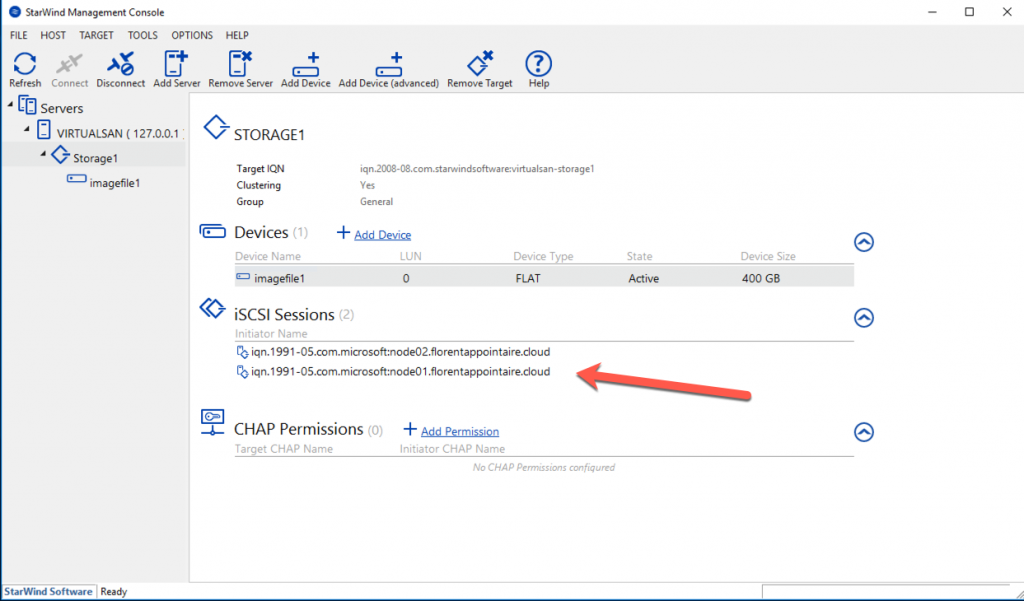 StarWind Management Console
FILE HOST TARGET TOOLS OPTIONS HELP
Refresh Connect Disconnect Add Server Remove Server Add Device Add Device (advanced) Remove Target Help
Servers
VIRTUALSAN ( 127.0.0.1 )
Storage1
imagefile1
STORAGE1
Target IQN iqn.2008-08.com.starwindsoftware:virtualsan-storage1
Clustering Yes
Group General
Devices (1) Add Device
Device Name LUN Device Type State Device Size
imagefile1 0 FLAT Active 400 GB
iSCSI Sessions (2)
Initiator Name
iqn.1991-05.com.microsoft:node02.florentappointaire.cloud
iqn.1991-05.com.microsoft:node01.florentappointaire.cloud
CHAP Permissions (0) Add Permission
Target CHAP Name Initiator CHAP Name
No CHAP Permissions configured
StarWind Software Ready